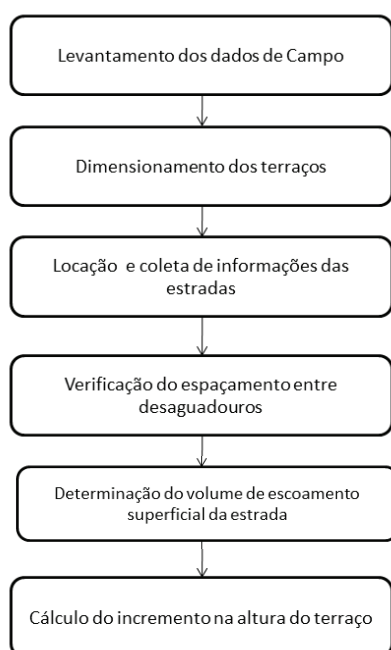 Levantamento dos dados de Campo
Dimensionamento dos terraços
Locação e coleta de informações das
estradas
Verificação do espaçamento entre
desaguadouros
Determinação do volume de escoamento
superficial da estrada
Cálculo do incremento na altura do terraço